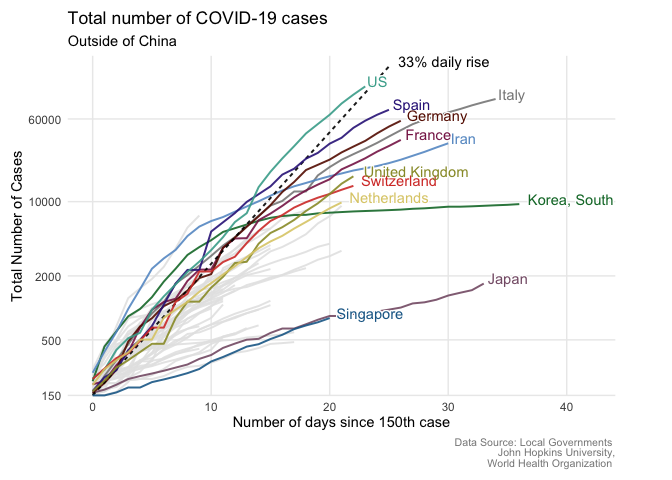 Total number of COVID-19 cases
Outside of China
33% daily rise
US
Italy
Spain
Germany
France
Iran
United Kingdom
Switzerland
Netherlands
Korea, South
Japan
Singapore
Total Number of Cases
60000
10000
2000
500
150
0 10 20 30 40
Number of days since 150th case
Data Source: Local Governments
John Hopkins University,
World Health Organization